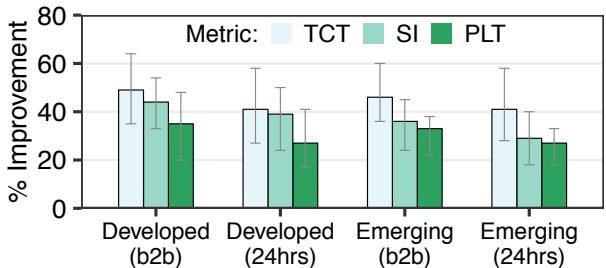 80
Metric: TCT SI PLT
60
40
20
0
% Improvement
Developed Developed Emerging Emerging
(b2b) (24hrs) (b2b) (24hrs)